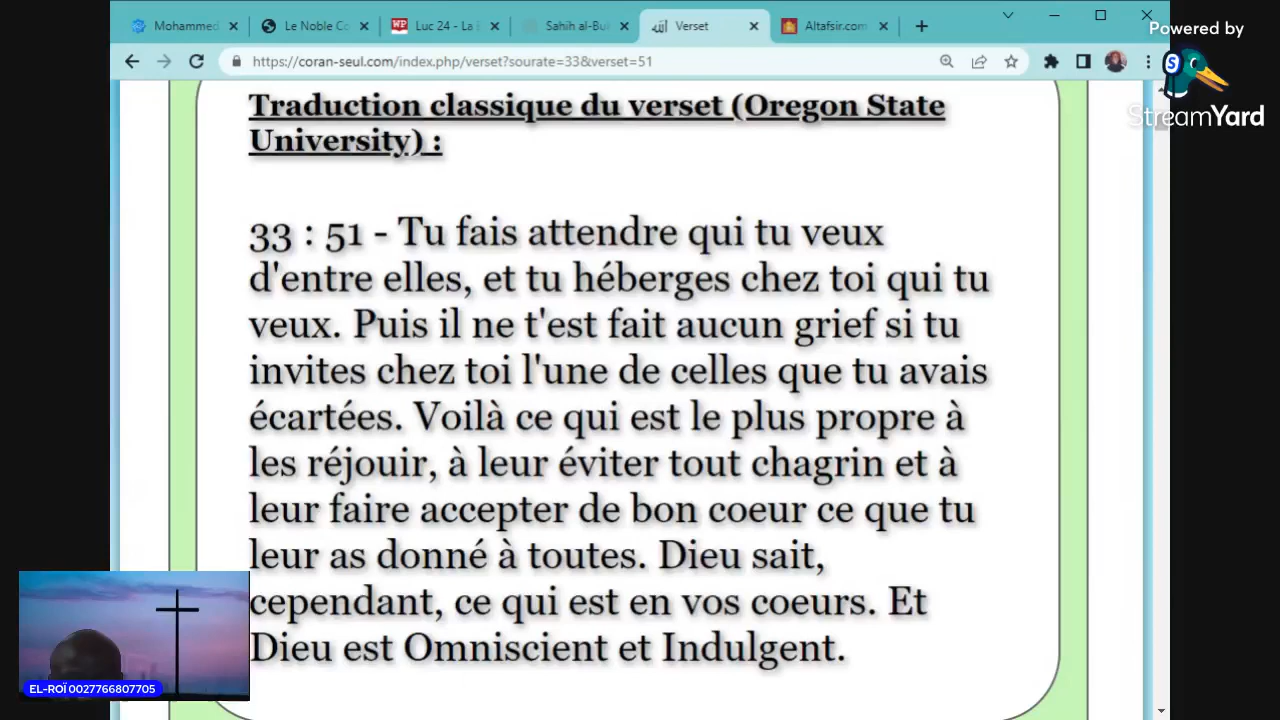 Mohammed
Le Noble Co
Luc 24 - La
Sahih al-Bu
Verset
Altafsir.com
https://coran-seul.com/index.php/verset?sourate=33&verset=51
Powered by
StreamYard
Traduction classique du verset (Oregon State
University) :
33 : 51 - Tu fais attendre qui tu veux
d'entre elles, et tu héberges chez toi qui tu
veux. Puis il ne t'est fait aucun grief si tu
invites chez toi l'une de celles que tu avais
écartées. Voilà ce qui est le plus propre à
les réjouir, à leur éviter tout chagrin et à
leur faire accepter de bon coeur ce que tu
leur as donné à toutes. Dieu sait,
cependant, ce qui est en vos coeurs. Et
Dieu est Omniscient et Indulgent.
EL-ROÏ 0027766807705